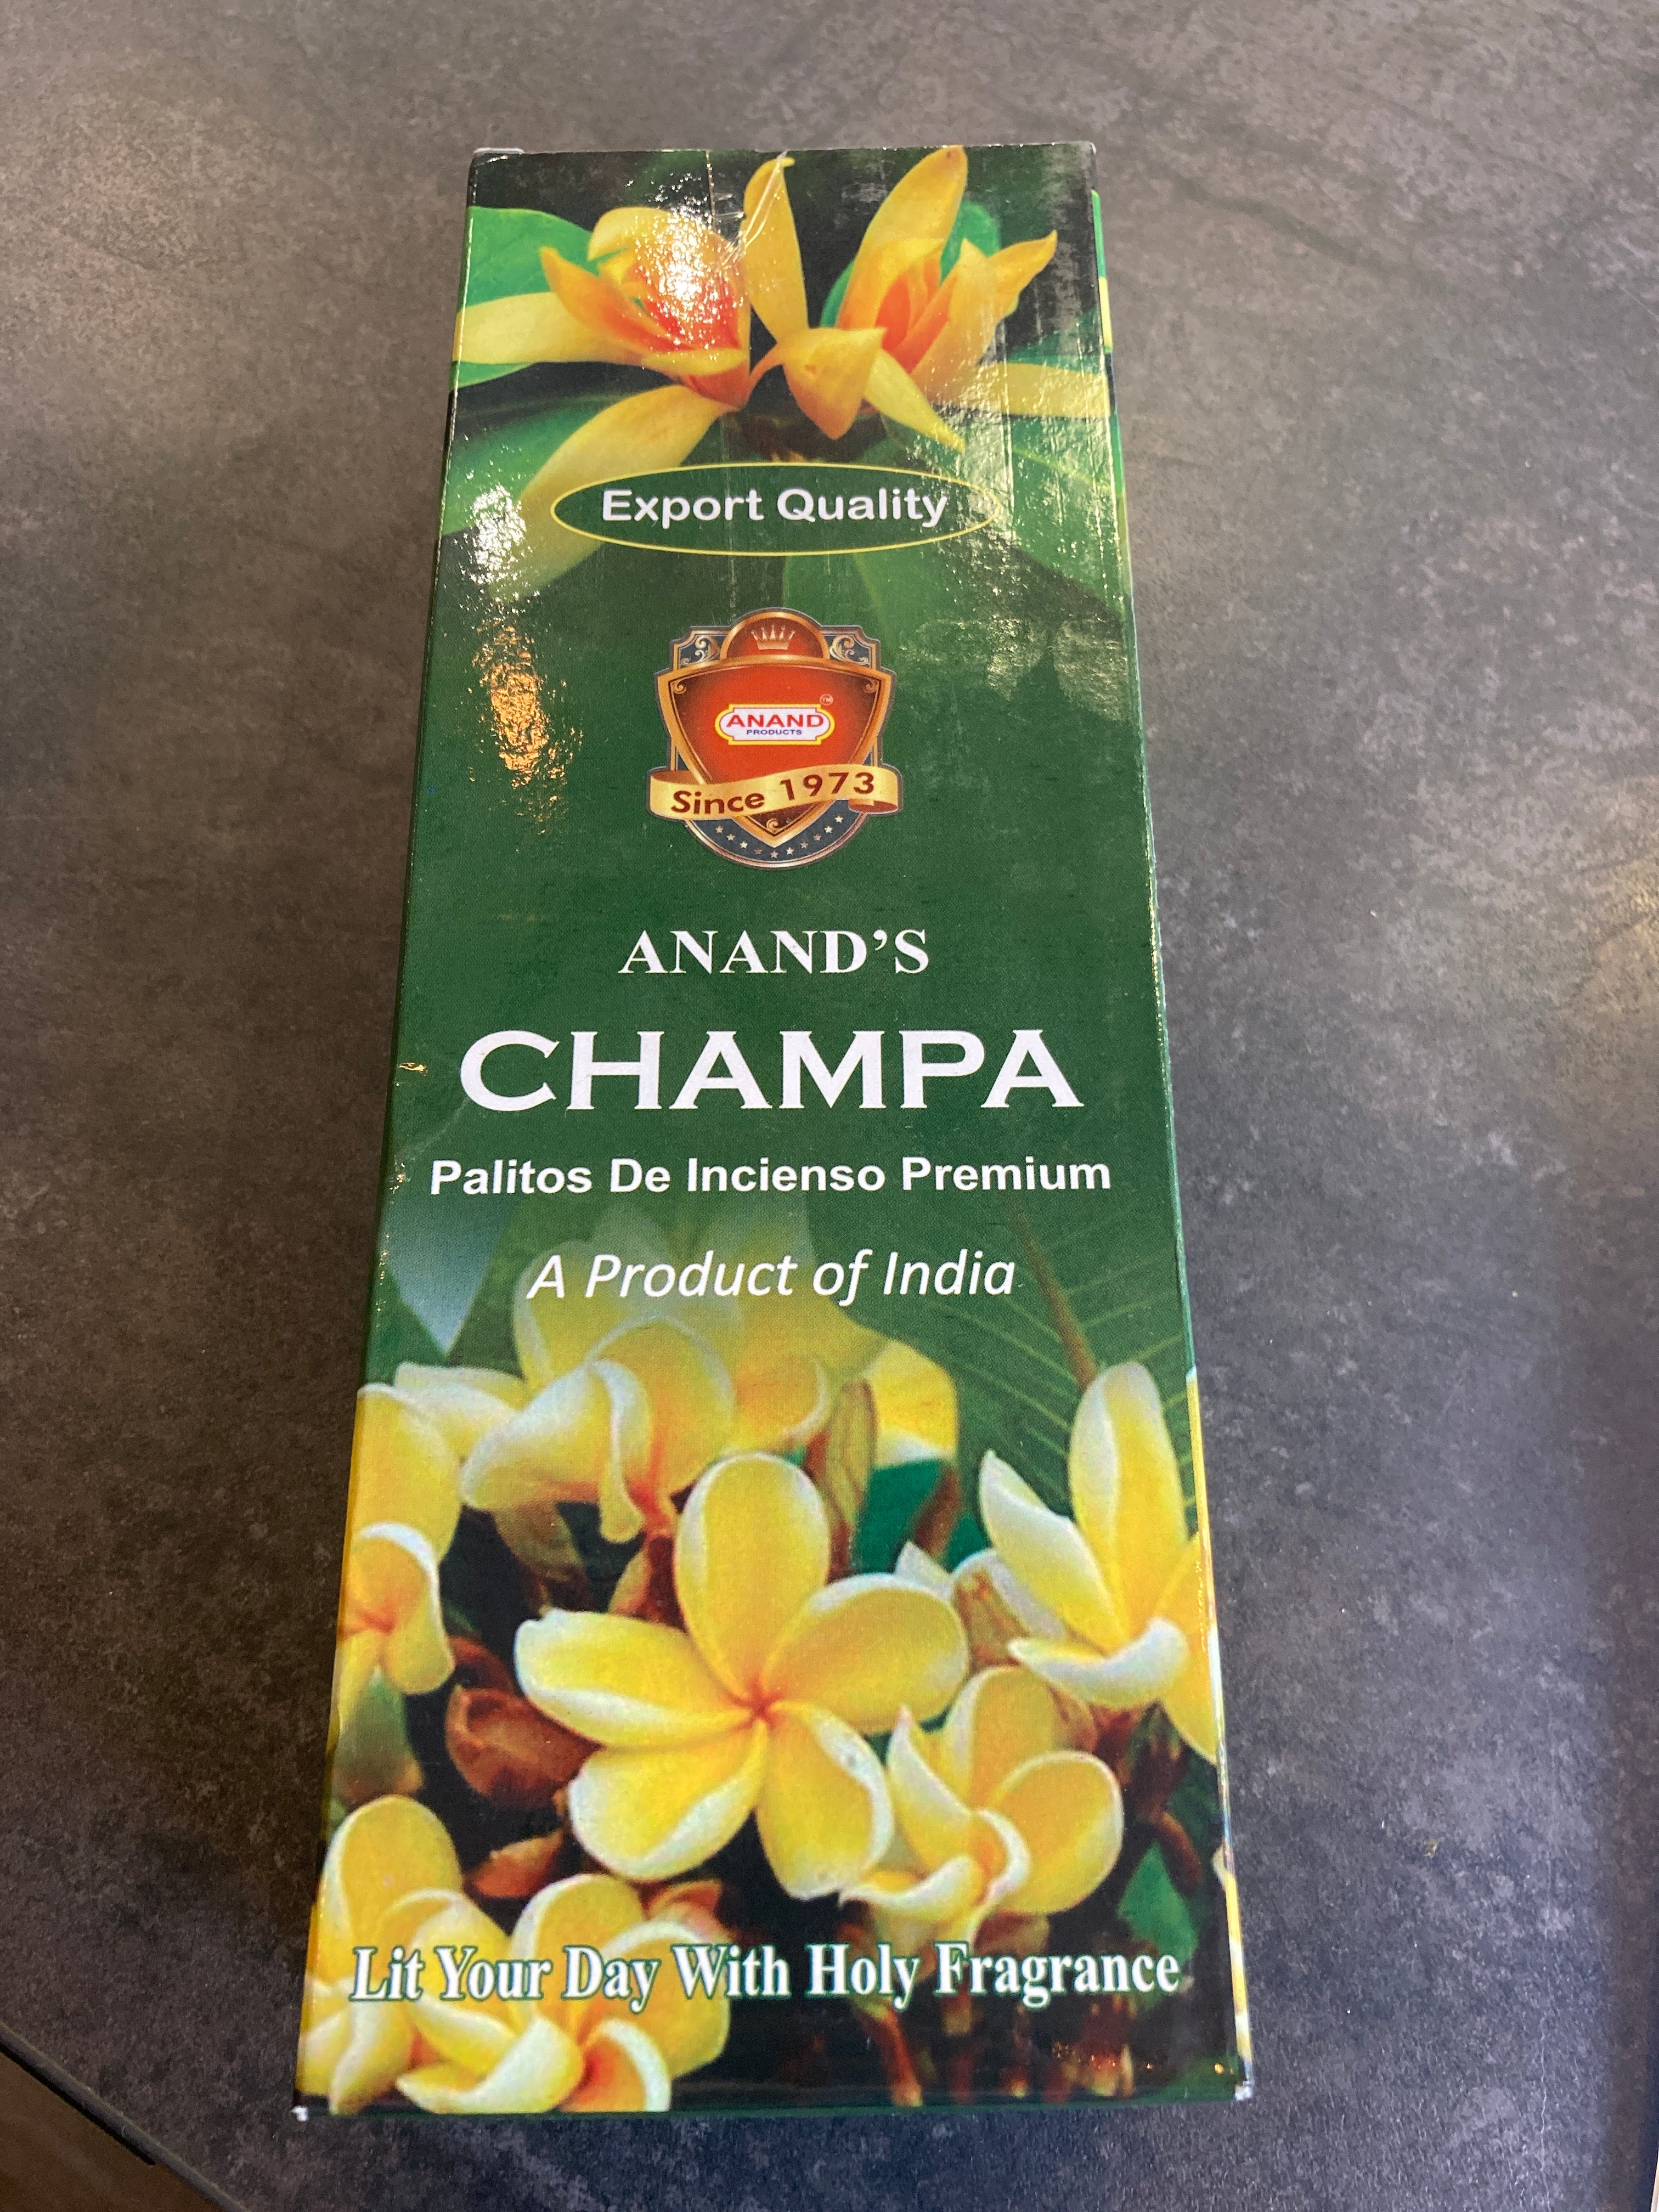 Export Quality
ANAND™
PRODUCTS
Since 1973
ANAND'S
CHAMPA
Palitos De Incienso Premium
A Product of India
Lit Your Day With Holy Fragrance